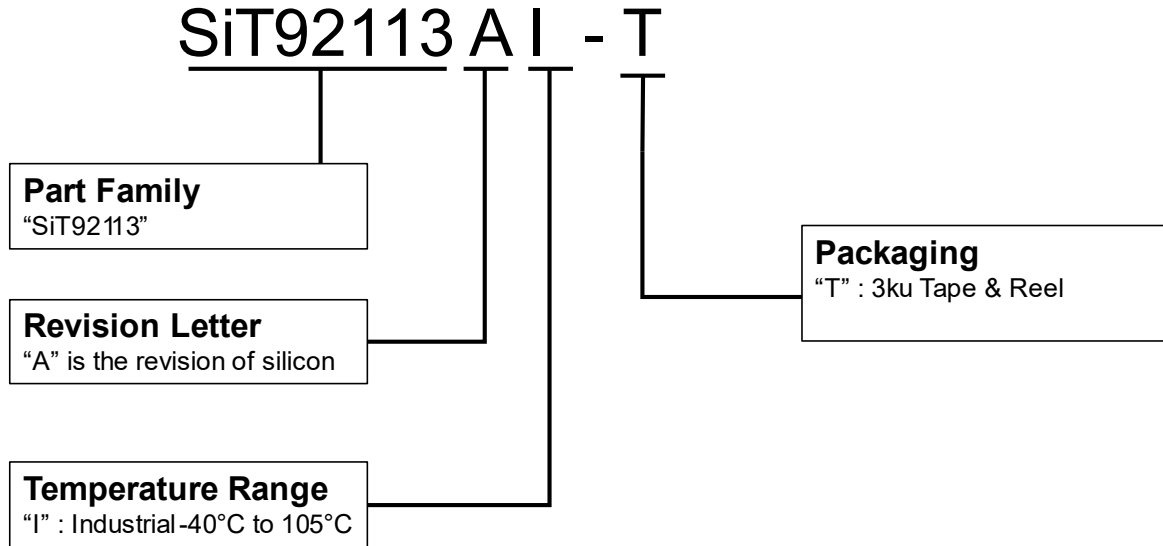 SiT92113 A I - T
Part Family
“SiT92113”
Packaging
“T” : 3ku Tape & Reel
Revision Letter
“A” is the revision of silicon
Temperature Range
“I” : Industrial -40°C to 105°C